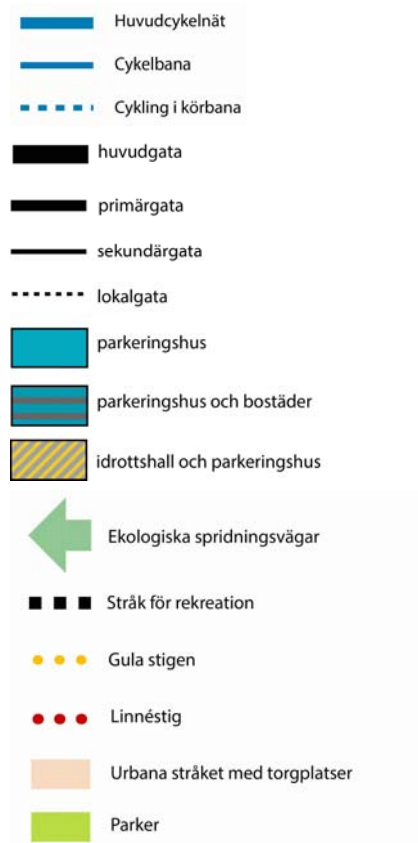 Huvudcykelnät
Cykelbana
Cykling i körbana
huvudgata
primärgata
sekundärgata
lokalgata
parkeringshus
parkeringshus och bostäder
idrottshall och parkeringshus
Ekologiska spridningsvägar
Stråk för rekreation
Gula stigen
Linnéstig
Urbana stråket med torgplatser
Parker